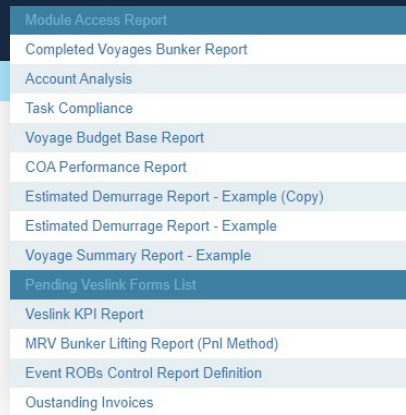 Module Access Report
Completed Voyages Bunker Report
Account Analysis
Task Compliance
Voyage Budget Base Report
COA Performance Report
Estimated Demurrage Report - Example (Copy)
Estimated Demurrage Report - Example
Voyage Summary Report - Example
Pending Veslink Forms List
Veslink KPI Report
MRV Bunker Lifting Report (Pnl Method)
Event ROBs Control Report Definition
Oustanding Invoices